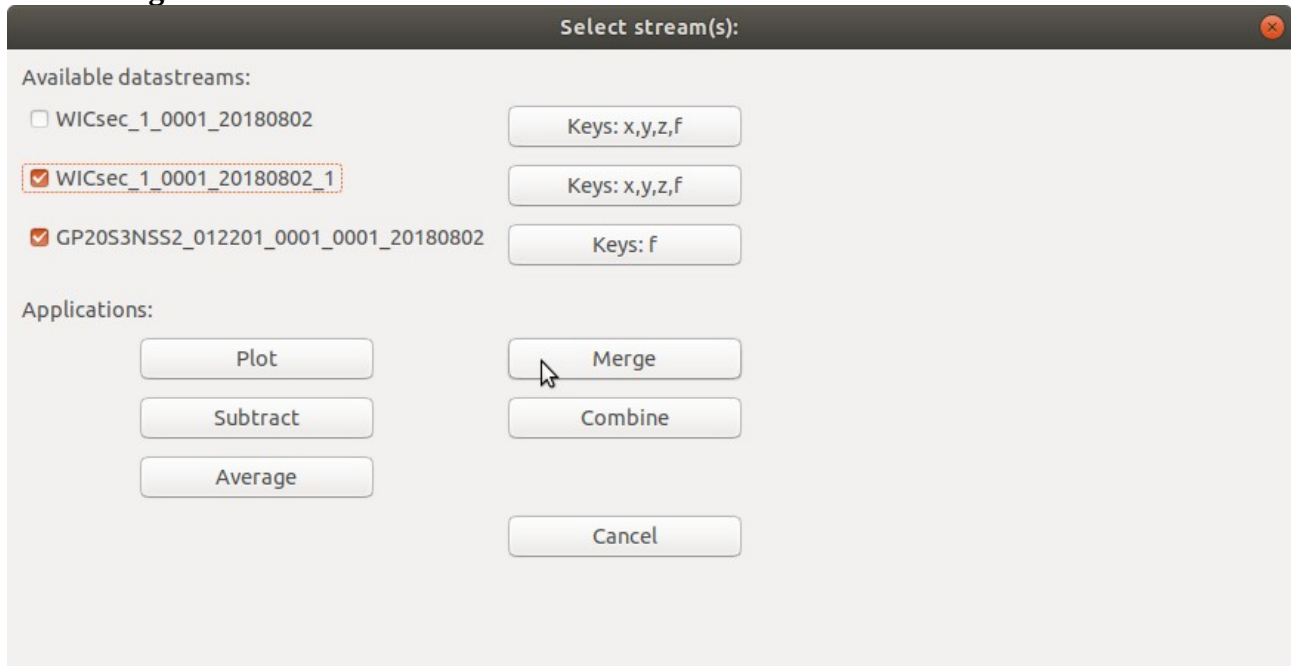 Select stream(s):
Available datastreams:
WICsec_1_0001_20180802
Keys: x,y,z,f
WICsec_1_0001_20180802_1
Keys: x,y,z,f
GP20S3NSS2_012201_0001_0001_20180802
Keys: f
Applications:
Plot
Merge
Subtract
Combine
Average
Cancel